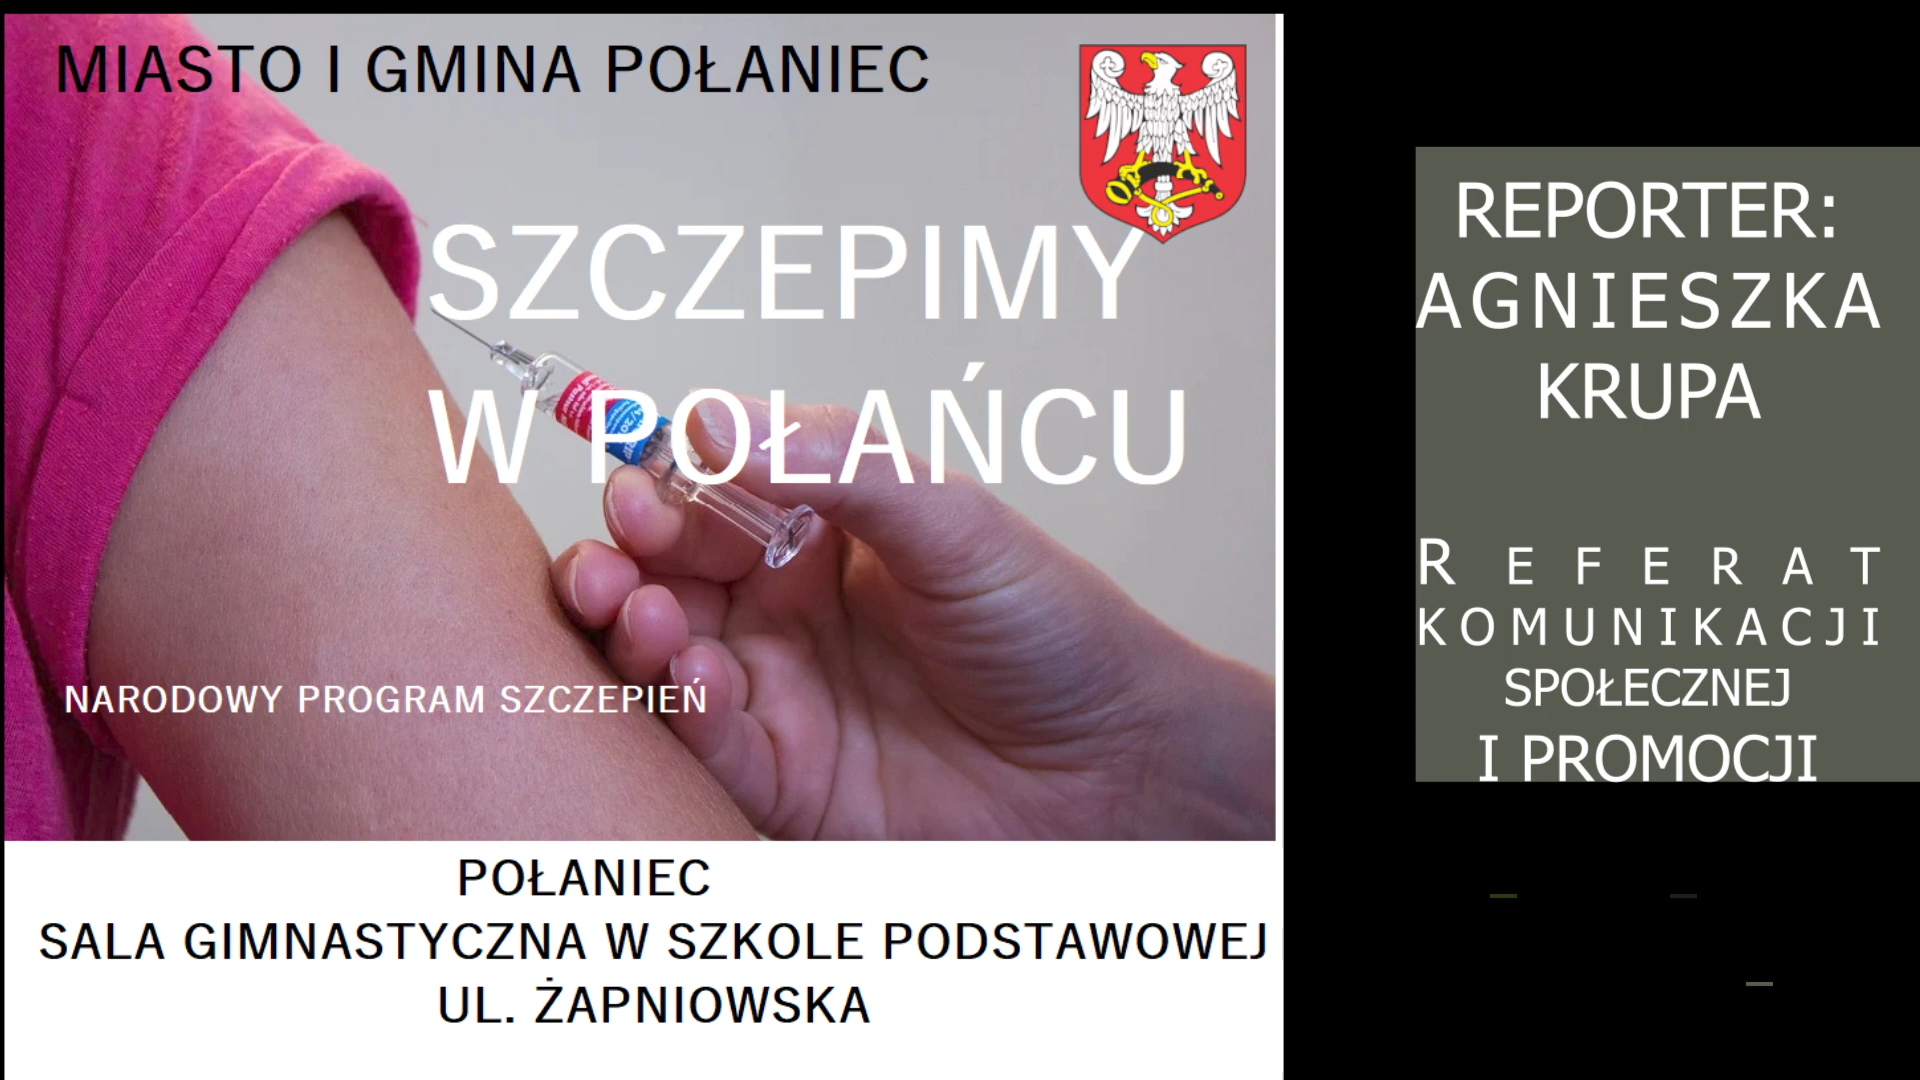 MIASTO I GMINA POŁANIEC
SZCZEPIMY
W POŁAŃCU
NARODOWY PROGRAM SZCZEPIEŃ
POŁANIEC
SALA GIMNASTYCZNA W SZKOLE PODSTAWOWEJ
UL. ŻAPNIOWSKA
REPORTER:
AGNIESZKA
KRUPA
REFERAT
KOMUNIKACJI
SPOŁECZNEJ
I PROMOCJI